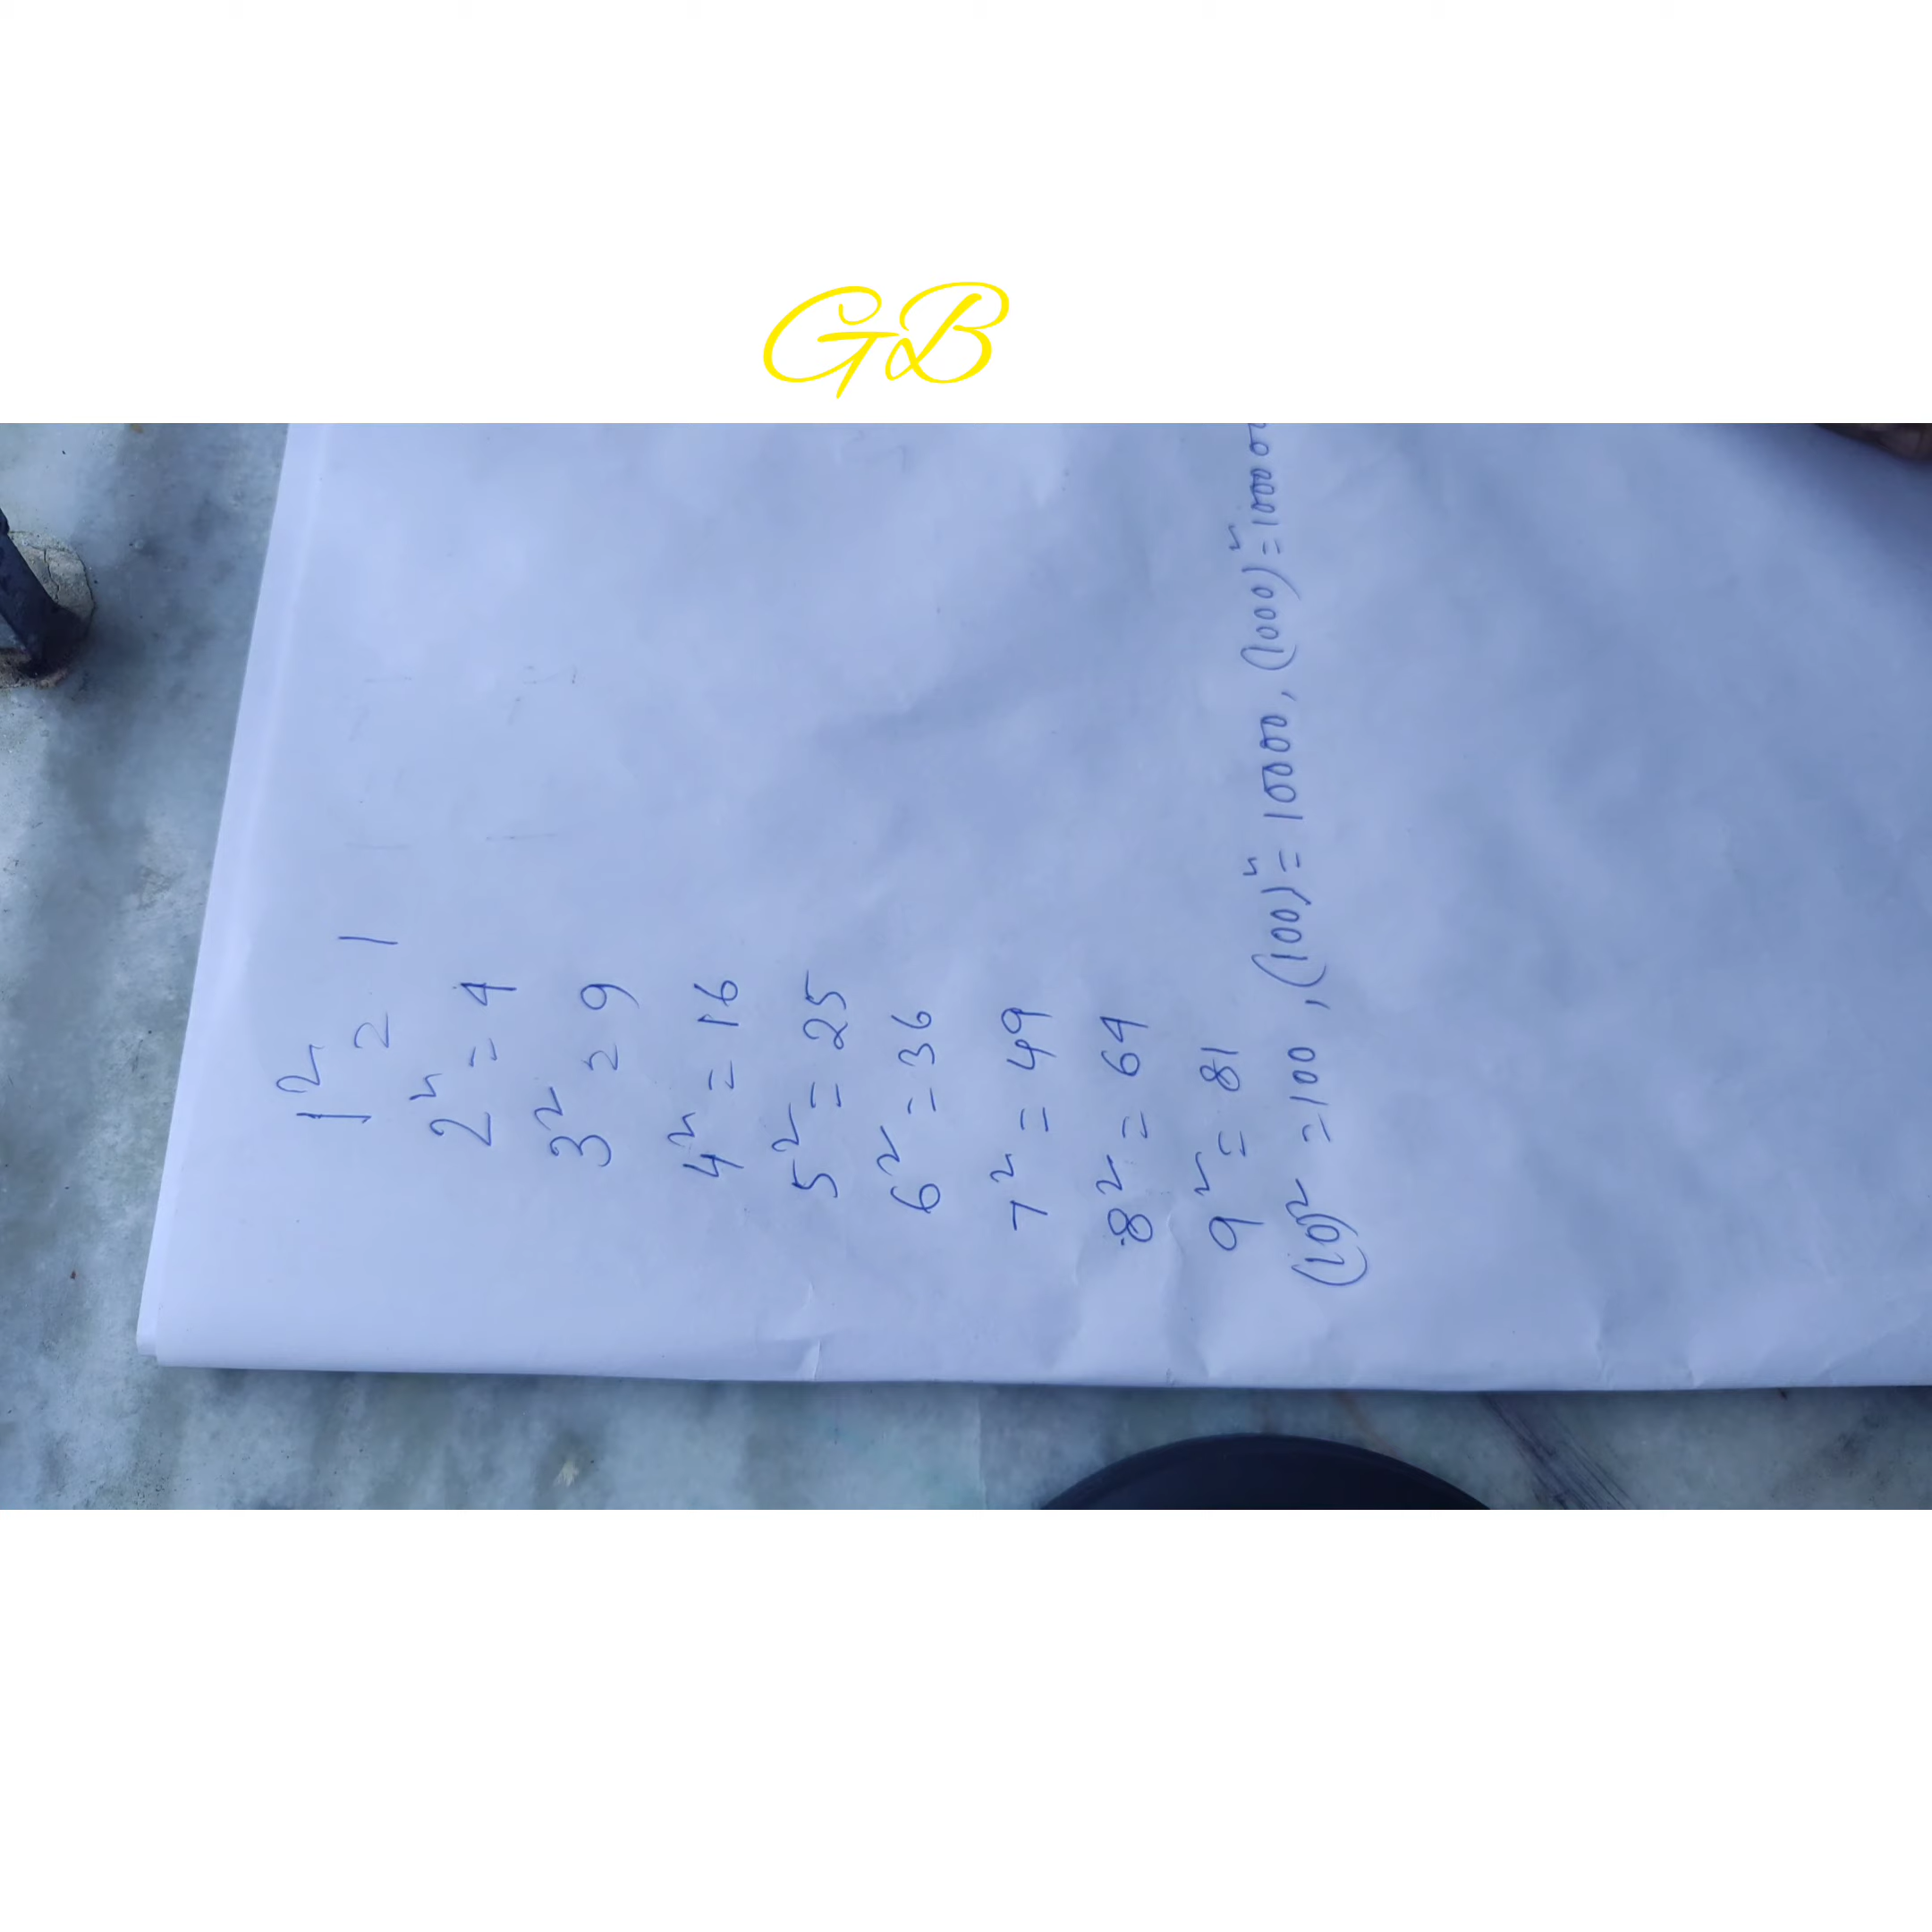 GB
1² = 1
2² = 4
3² = 9
4² = 16
5² = 25
6² = 36
7² = 49
8² = 64
9² = 81
(10)² = 100, (100)² = 10000, (1000)² =